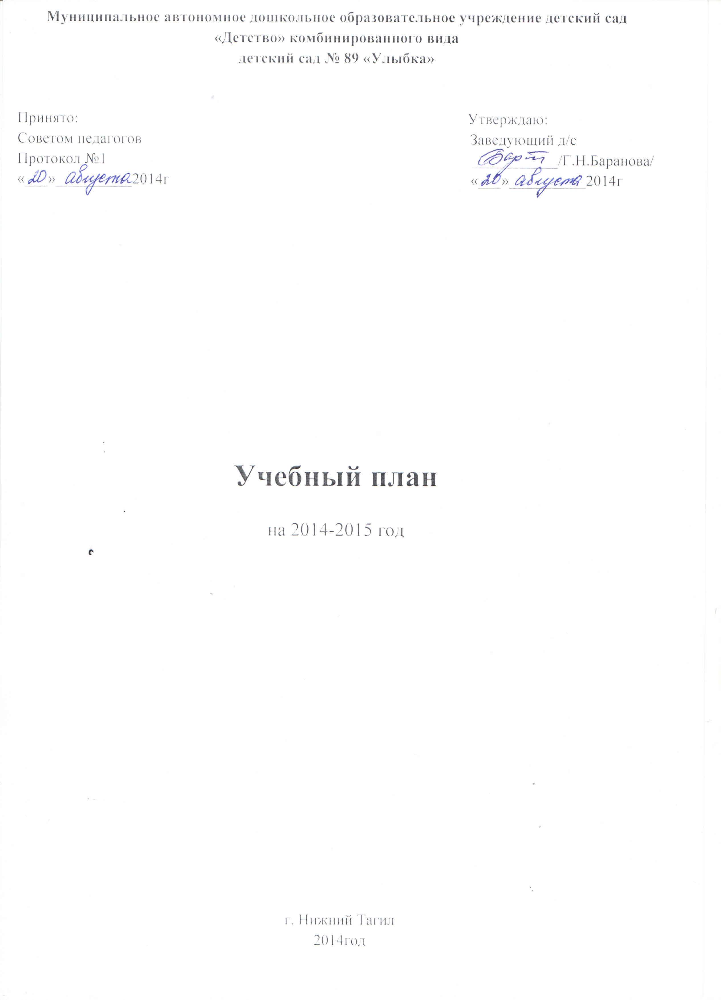 Муниципальное автономное дошкольное образовательное учреждение детский сад
«Детство» комбинированного вида
детский сад № 89 «Улыбка»
Принято:
Советом педагогов
Протокол №1
«20» августа 2014г
Утверждаю:
Заведующий д/с
/Г.Н.Баранова/
«20» августа 2014г
Учебный план
на 2014-2015 год
г. Нижний Тагил
2014год